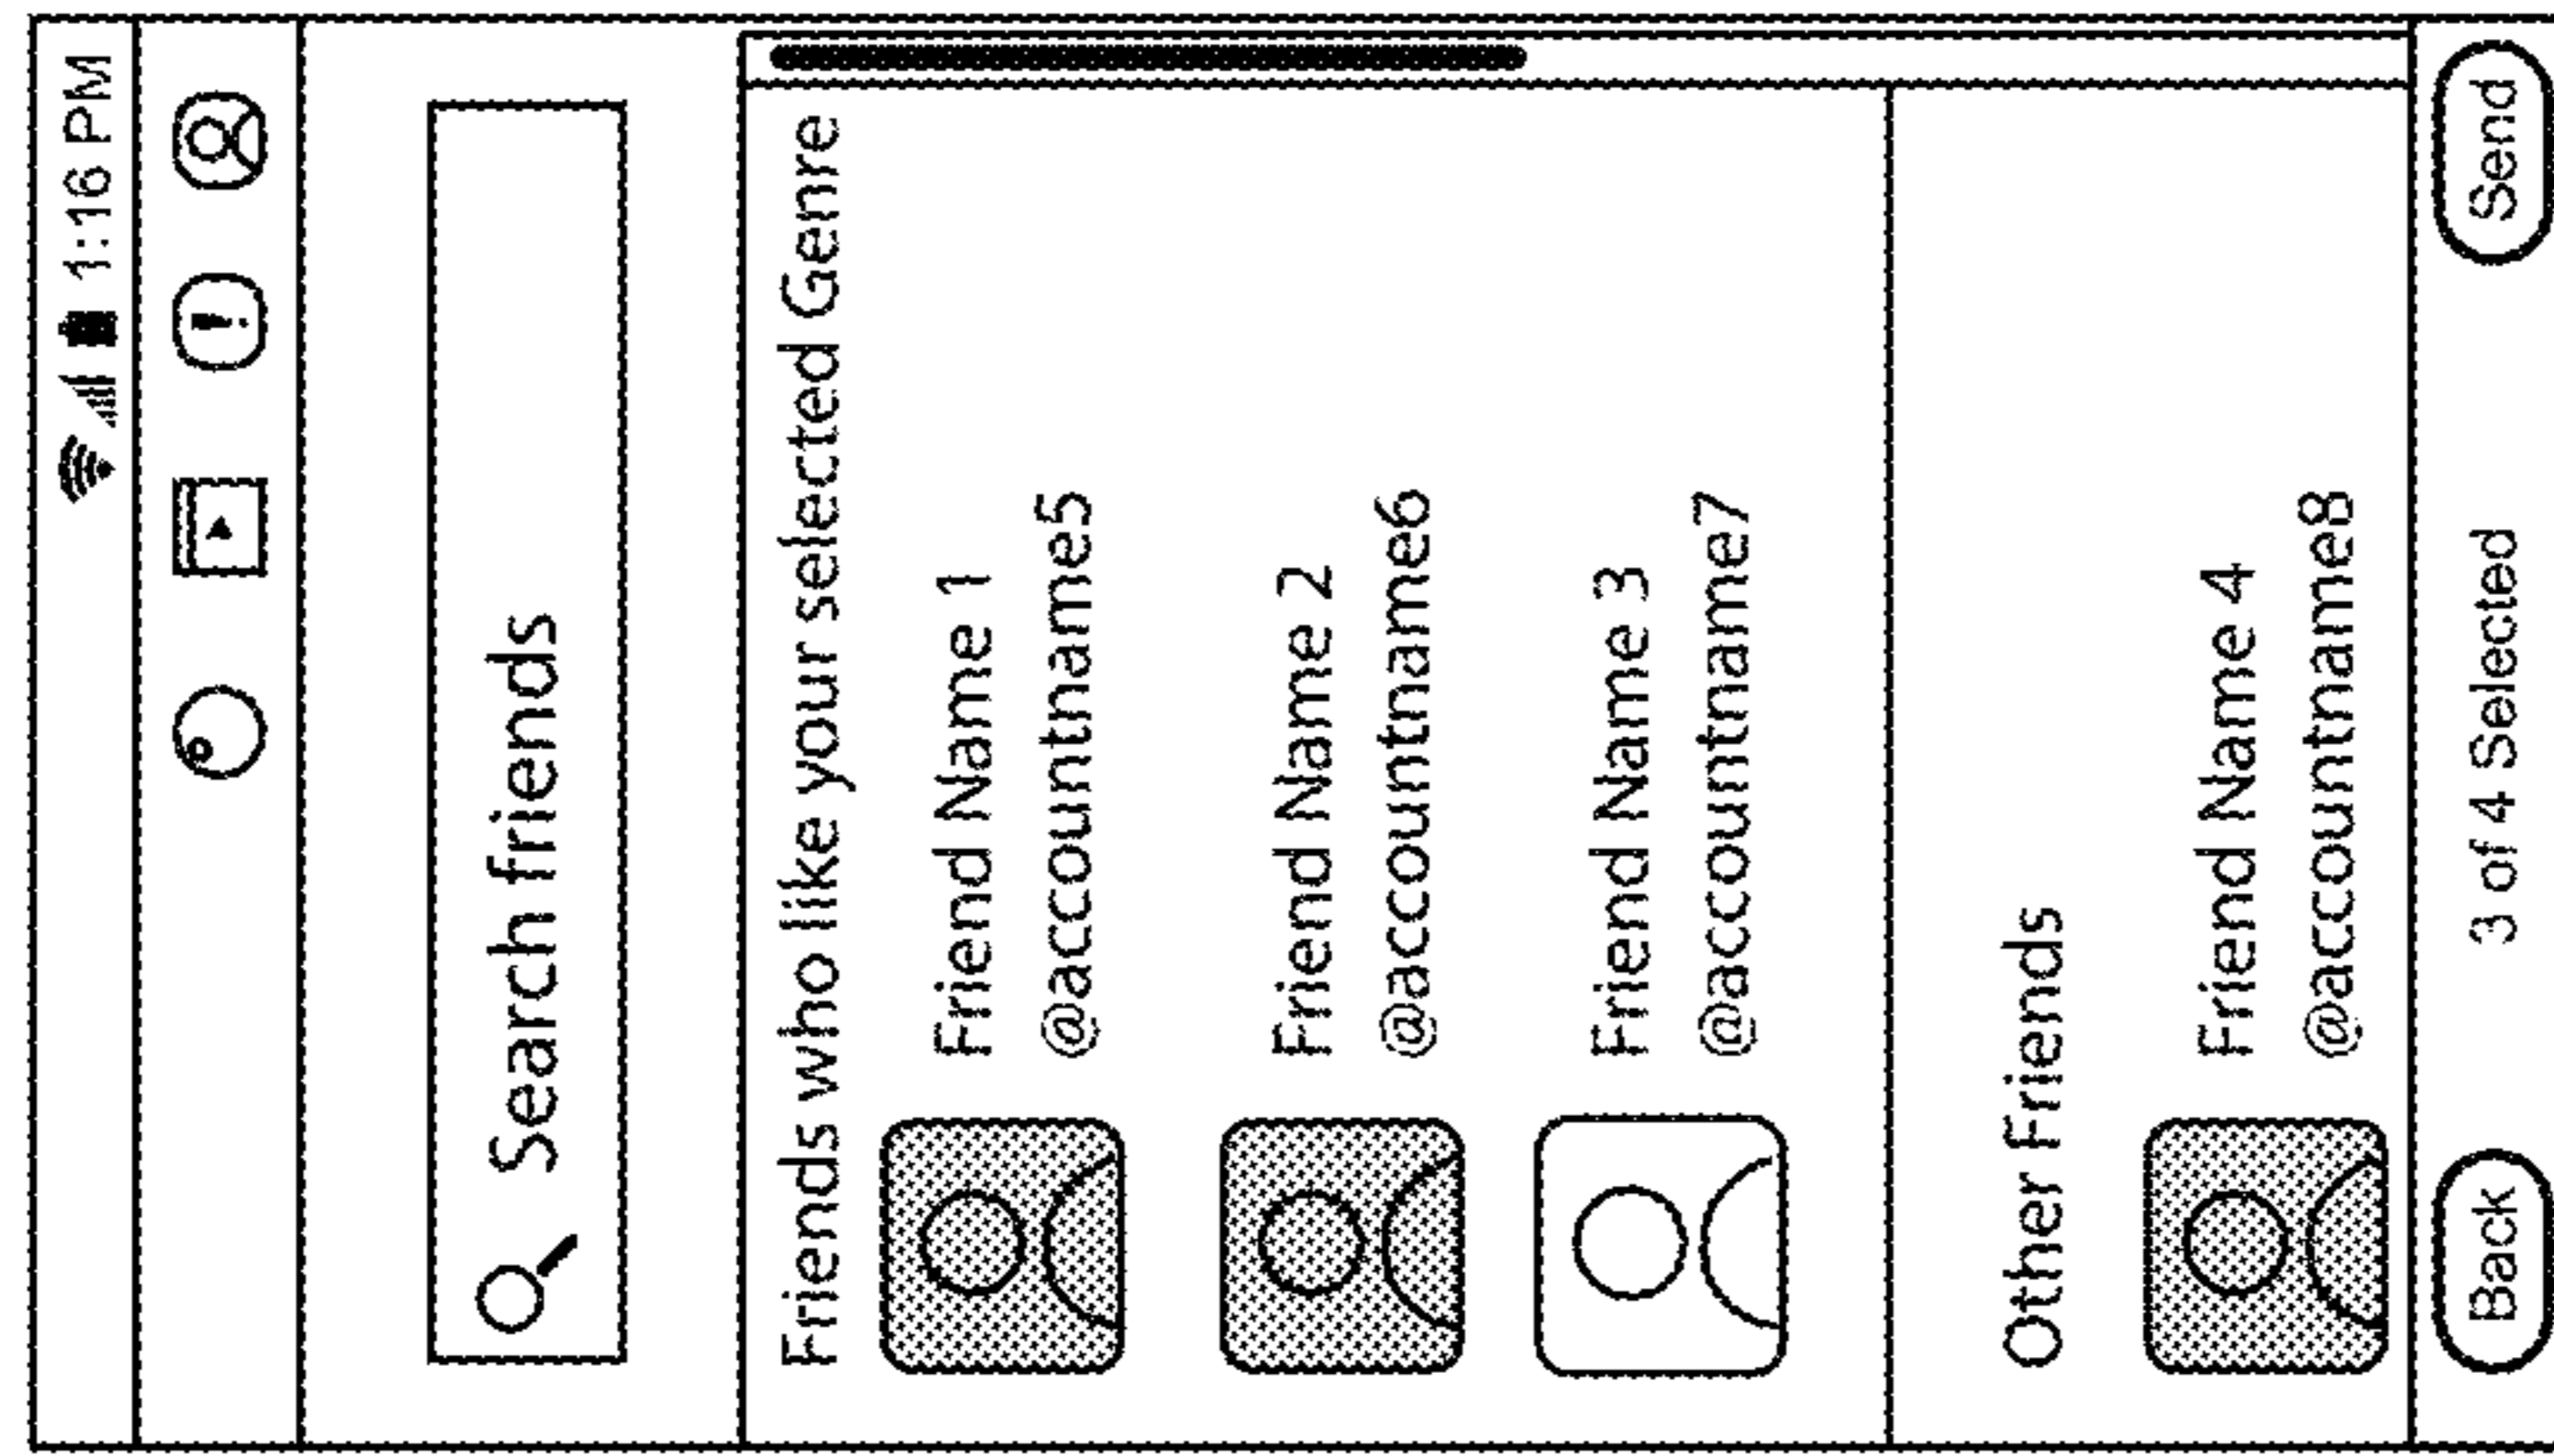 1:16 PM
Search friends
Friends who like your selected Genre
Friend Name 1
@accountname5
Friend Name 2
@accountname6
Friend Name 3
@accountname7
Other Friends
Friend Name 4
@accountname8
Back 3 of 4 Selected Send